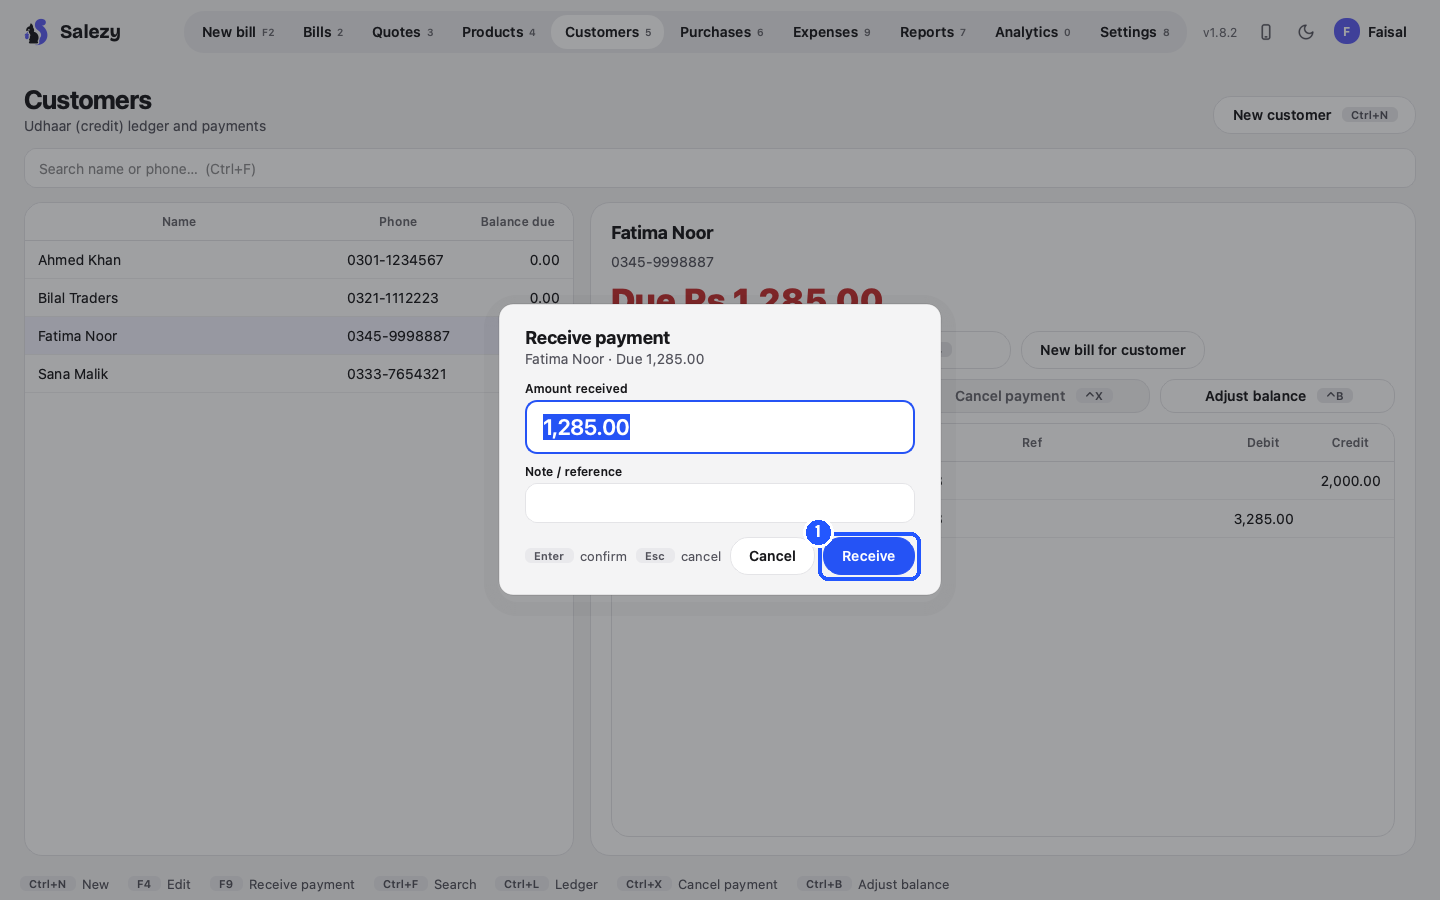 Salezy
New bill F2 Bills 2 Quotes 3 Products 4 Customers 5 Purchases 6 Expenses 9 Reports 7 Analytics 0 Settings 8 v1.8.2 F Faisal
Customers
Udhaar (credit) ledger and payments
New customer Ctrl+N
Search name or phone... (Ctrl+F)
Name Phone Balance due
Ahmed Khan 0301-1234567 0.00
Bilal Traders 0321-1112223 0.00
Fatima Noor 0345-9998887
Sana Malik 0333-7654321
Fatima Noor
0345-9998887
Due Rs 1,285.00
New bill for customer
Cancel payment ^X Adjust balance ^B
Ref Debit Credit
2,000.00
3,285.00
Receive payment
Fatima Noor · Due 1,285.00
Amount received
1,285.00
Note / reference
1
Enter confirm Esc cancel Cancel Receive
Ctrl+N New F4 Edit F9 Receive payment Ctrl+F Search Ctrl+L Ledger Ctrl+X Cancel payment Ctrl+B Adjust balance